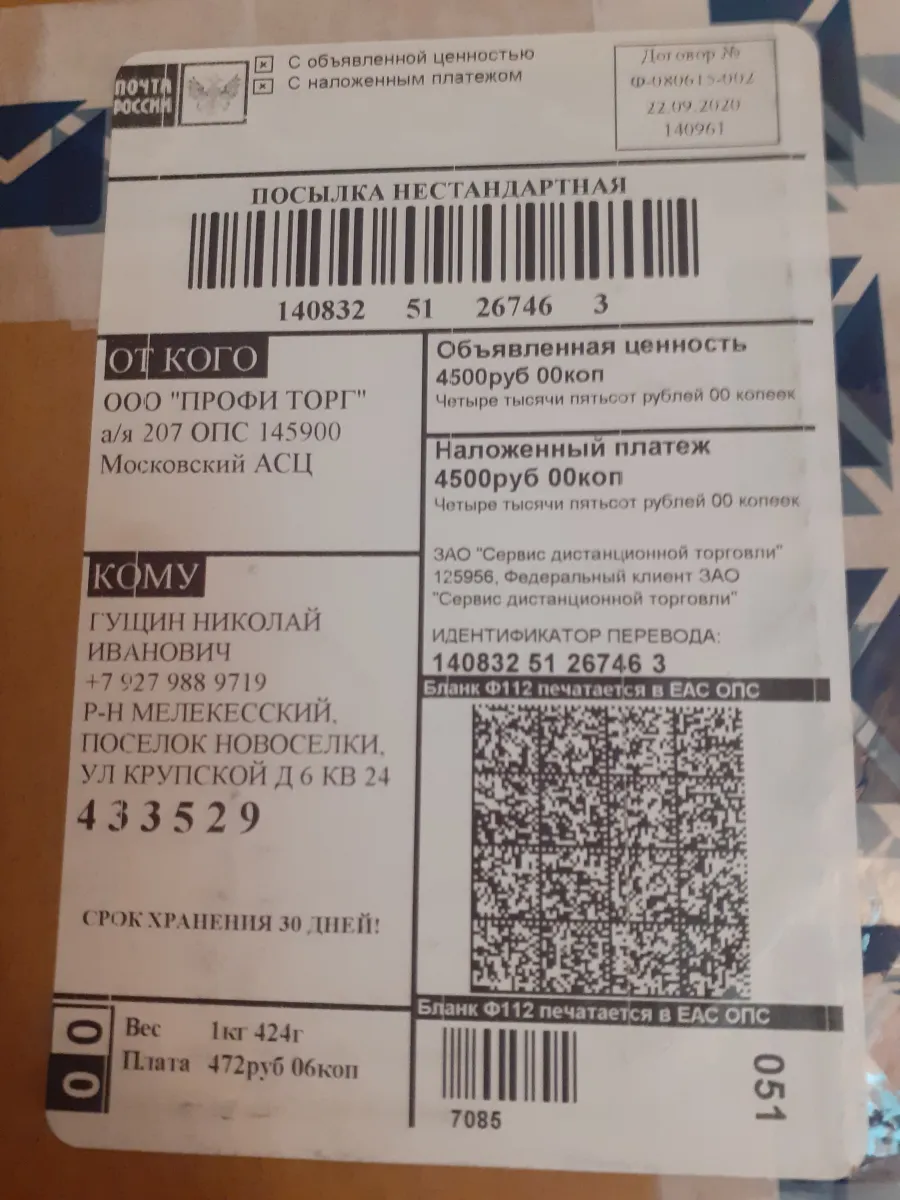 ПОЧТА РОССИИ
С объявленной ценностью
С наложенным платежом
Договор №
Ф-080615-002
22.09.2020
140961
ПОСЫЛКА НЕСТАНДАРТНАЯ
140832 51 26746 3
ОТ КОГО
ООО "ПРОФИ ТОРГ"
а/я 207 ОПС 145900
Московский АСЦ
Объявленная ценность
4500руб 00коп
Четыре тысячи пятьсот рублей 00 копеек
Наложенный платеж
4500руб 00коп
Четыре тысячи пятьсот рублей 00 копеек
ЗАО "Сервис дистанционной торговли"
125956, Федеральный клиент ЗАО
"Сервис дистанционной торговли"
ИДЕНТИФИКАТОР ПЕРЕВОДА:
140832 51 26746 3
Бланк Ф112 печатается в ЕАС ОПС
КОМУ
ГУЩИН НИКОЛАЙ
ИВАНОВИЧ
+7 927 988 9719
Р-Н МЕЛЕКЕССКИЙ,
ПОСЕЛОК НОВОСЕЛКИ,
УЛ КРУПСКОЙ Д 6 КВ 24
433529
СРОК ХРАНЕНИЯ 30 ДНЕЙ!
Бланк Ф112 печатается в ЕАС ОПС
00
Вес 1кг 424г
Плата 472руб 06коп
7085
051